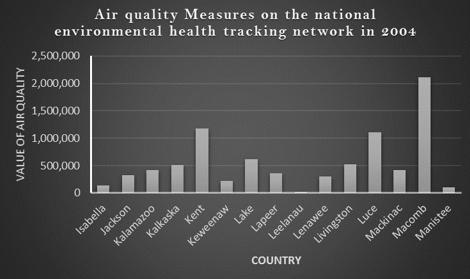 Air quality Measures on the national
environmental health tracking network in 2004
2,500,000
2,000,000
1,500,000
1,000,000
500,000
0
VALUE OF AIR QUALITY
Isabella
Jackson
Kalamazoo
Kalkaska
Kent
Keweenaw
Lake
Lapeer
Leelanau
Lenawee
Livingston
Luce
Mackinac
Macomb
Manistee
COUNTRY